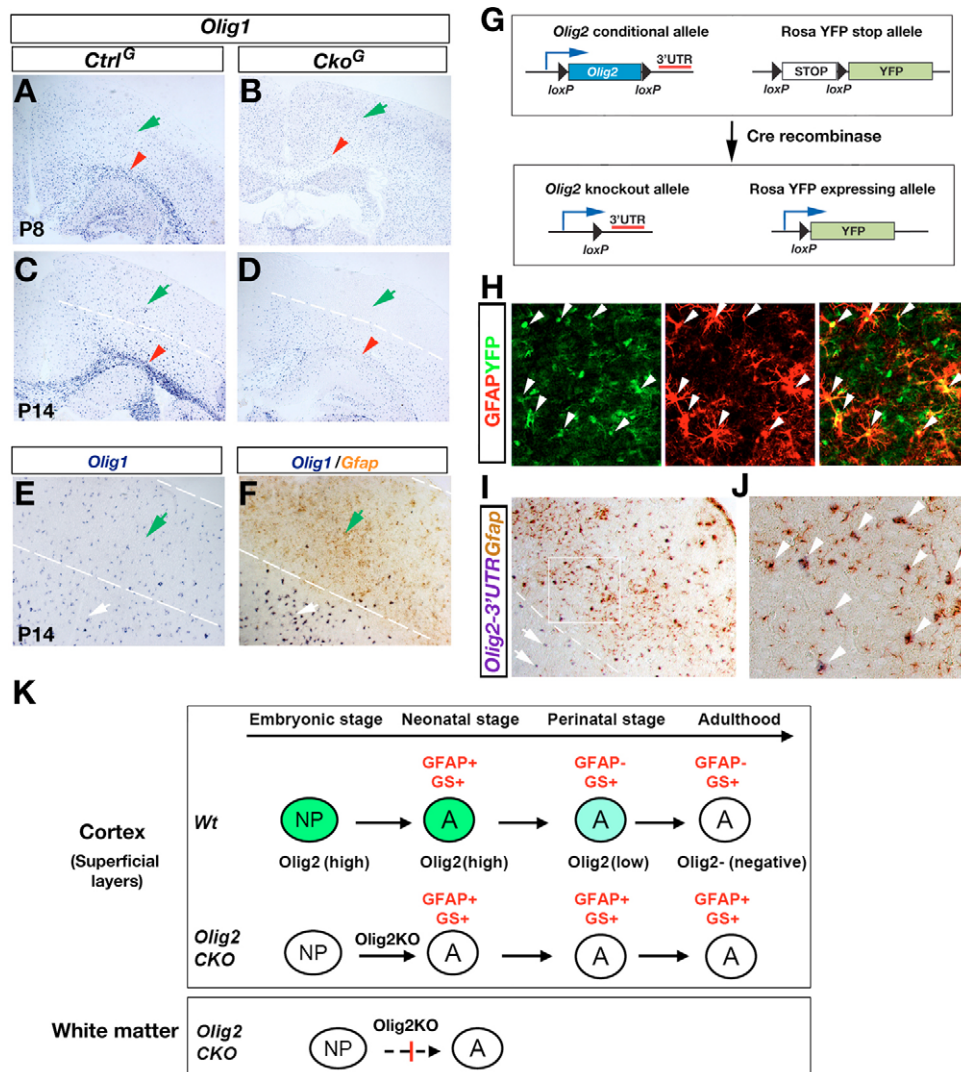 Olig1
Ctrl^G
Cko^G
A
B
P8
C
D
P14
Olig1
Olig1/Gfap
E
F
P14
G
Olig2 conditional allele
Rosa YFP stop allele
3'UTR
Olig2
STOP
YFP
loxP
loxP
loxP
loxP
Cre recombinase
Olig2 knockout allele
Rosa YFP expressing allele
3'UTR
YFP
loxP
loxP
H
GFAPYFP
I
J
Olig2-3'UTRGfap
K
Embryonic stage
Neonatal stage
Perinatal stage
Adulthood
GFAP+
GS+
GFAP-
GS+
GFAP-
GS+
Cortex
(Superficial
layers)
Wt
NP
A
A
A
Olig2 (high)
Olig2(high)
Olig2(low)
Olig2- (negative)
GFAP+
GS+
GFAP+
GS+
GFAP+
GS+
Olig2
CKO
NP
Olig2KO
A
A
A
White matter
Olig2
CKO
NP
Olig2KO
A